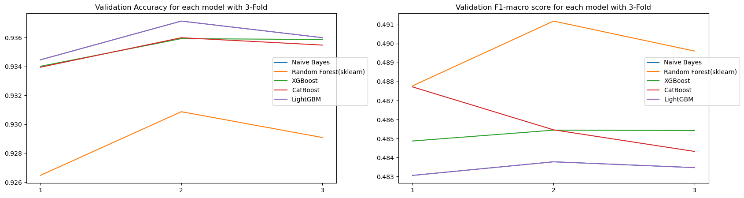 Validation Accuracy for each model with 3-Fold
0.936
0.934
0.932
0.930
0.928
0.926
1
2
3
Naive Bayes
Random Forest(sklearn)
XGBoost
CatBoost
LightGBM
Validation F1-macro score for each model with 3-Fold
0.491
0.490
0.489
0.488
0.487
0.486
0.485
0.484
0.483
1
2
3
Naive Bayes
Random Forest(sklearn)
XGBoost
CatBoost
LightGBM